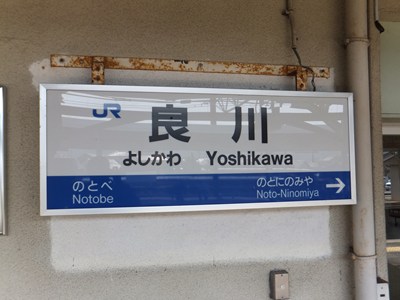 JR
良川
よしかわ Yoshikawa
のとべ のとにのみや
Notobe Noto-Ninomiya